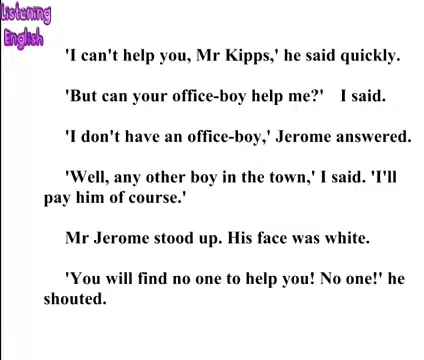 Listening
English
'I can't help you, Mr Kipps,' he said quickly.
'But can your office-boy help me?' I said.
'I don't have an office-boy,' Jerome answered.
'Well, any other boy in the town,' I said. 'I'll
pay him of course.'
Mr Jerome stood up. His face was white.
'You will find no one to help you! No one!' he
shouted.